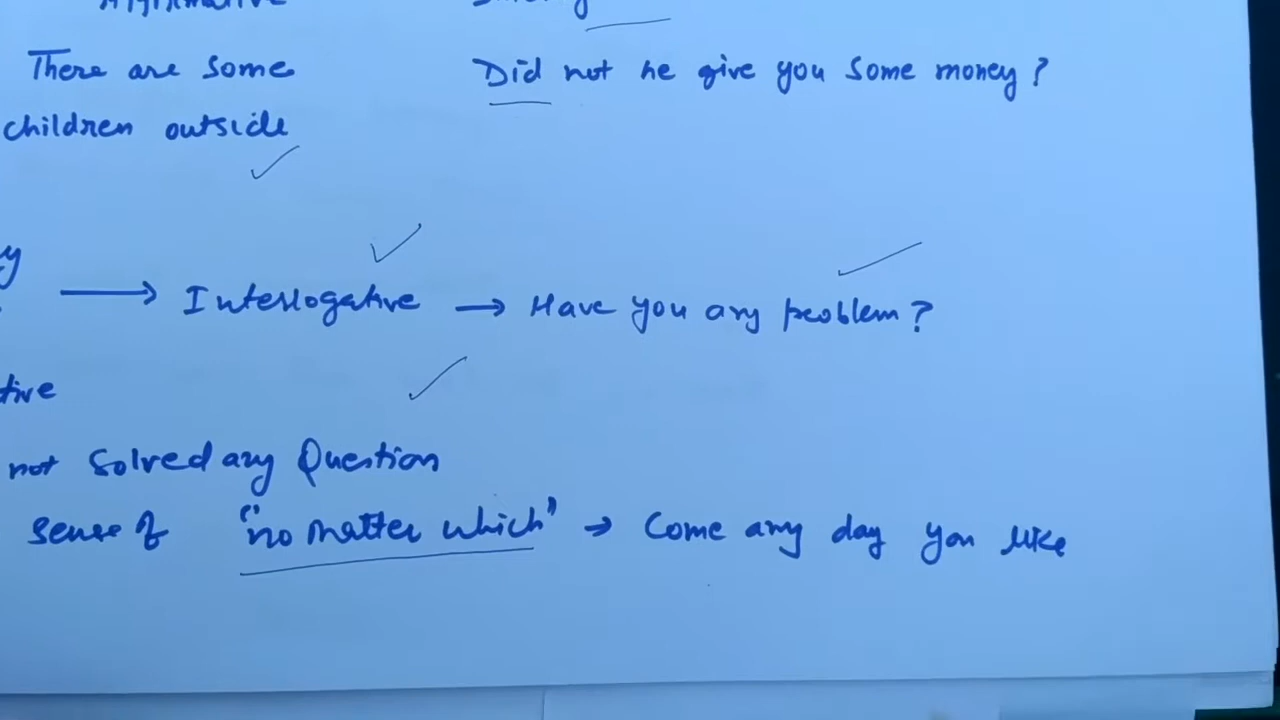 There are some
Did not he give you some money?
children outside
→ Interrogative → Have you any problem?
tive
not solved any Question
sense of "no matter which" → Come any day you like